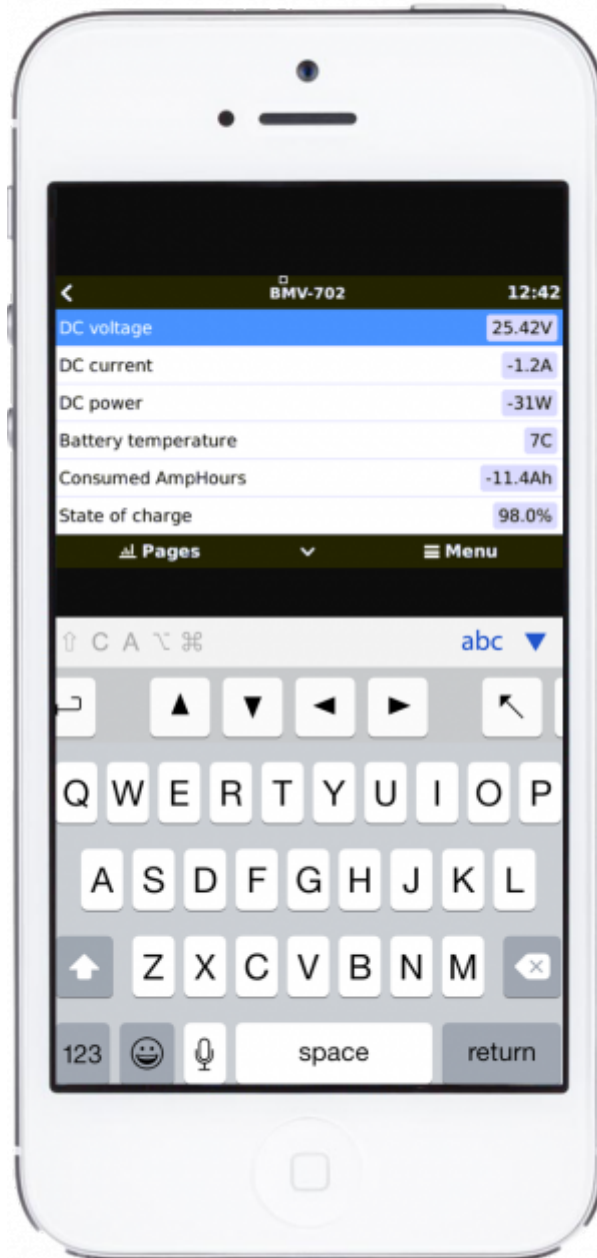 BMV-702 12:42
DC voltage 25.42V
DC current -1.2A
DC power -31W
Battery temperature 7C
Consumed AmpHours -11.4Ah
State of charge 98.0%
Pages Menu
⇧ C A ⌥ ⌘ abc
Q W E R T Y U I O P
A S D F G H J K L
Z X C V B N M
123 space return